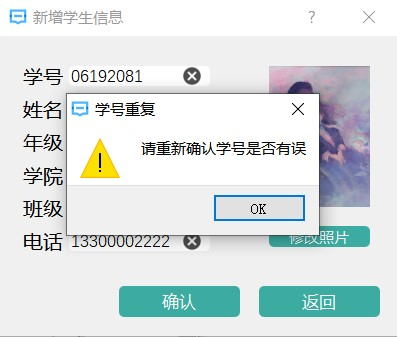 新增学生信息
学号 06192081
姓名
学号重复
年级
请重新确认学号是否有误
学院
班级
OK
电话 13300002222
修改照片
确认 返回